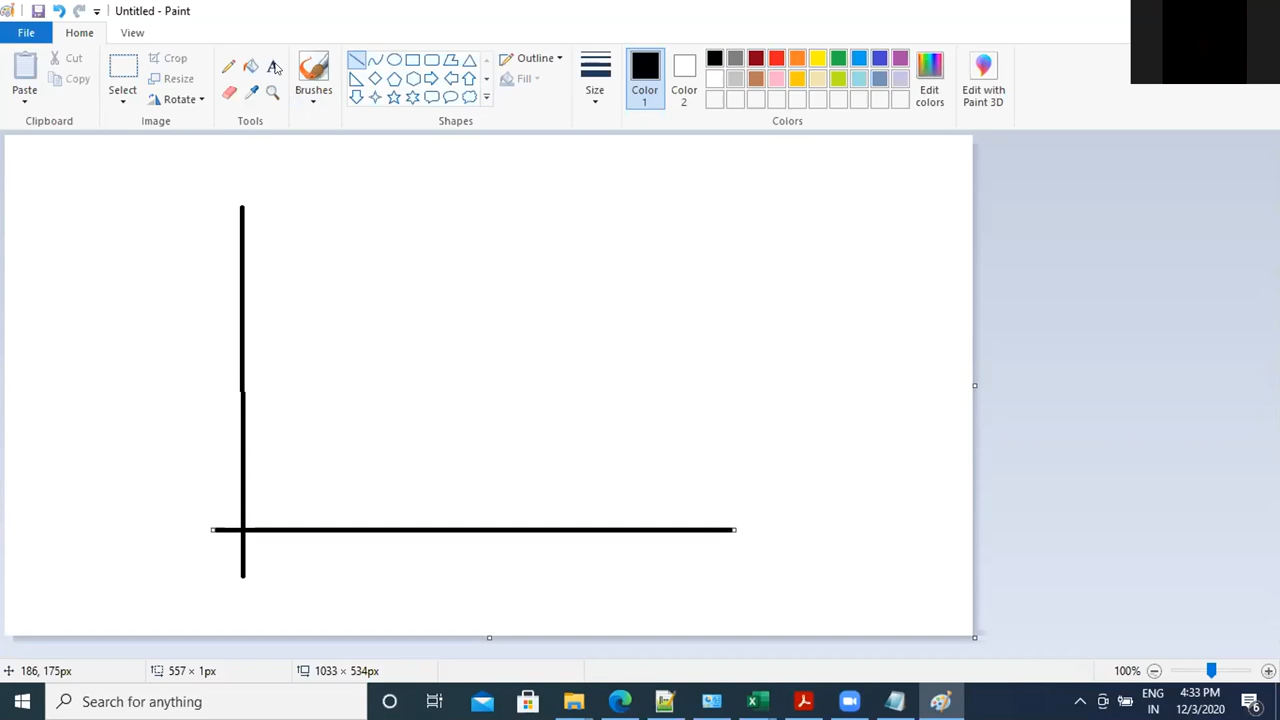 Untitled - Paint
File Home View
Paste
Clipboard
Cut
Copy
Select
Crop
Resize
Rotate
Image
A
Tools
Brushes
Outline
Fill
Shapes
Size
Color
1
Color
2
Edit
colors
Colors
Edit with
Paint 3D
186, 175px 557 × 1px 1033 × 534px 100%
Search for anything
ENG
IN
4:33 PM
12/3/2020
6